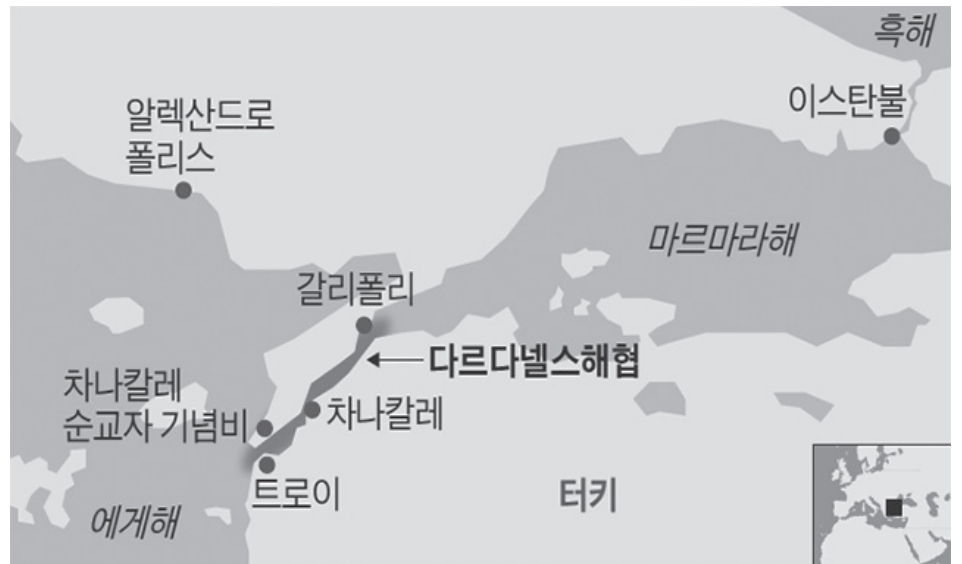 흑해
이스탄불
알렉산드로
폴리스
마르마라해
갈리폴리
다르다넬스해협
차나칼레
순교자 기념비
차나칼레
트로이
터키
에게해